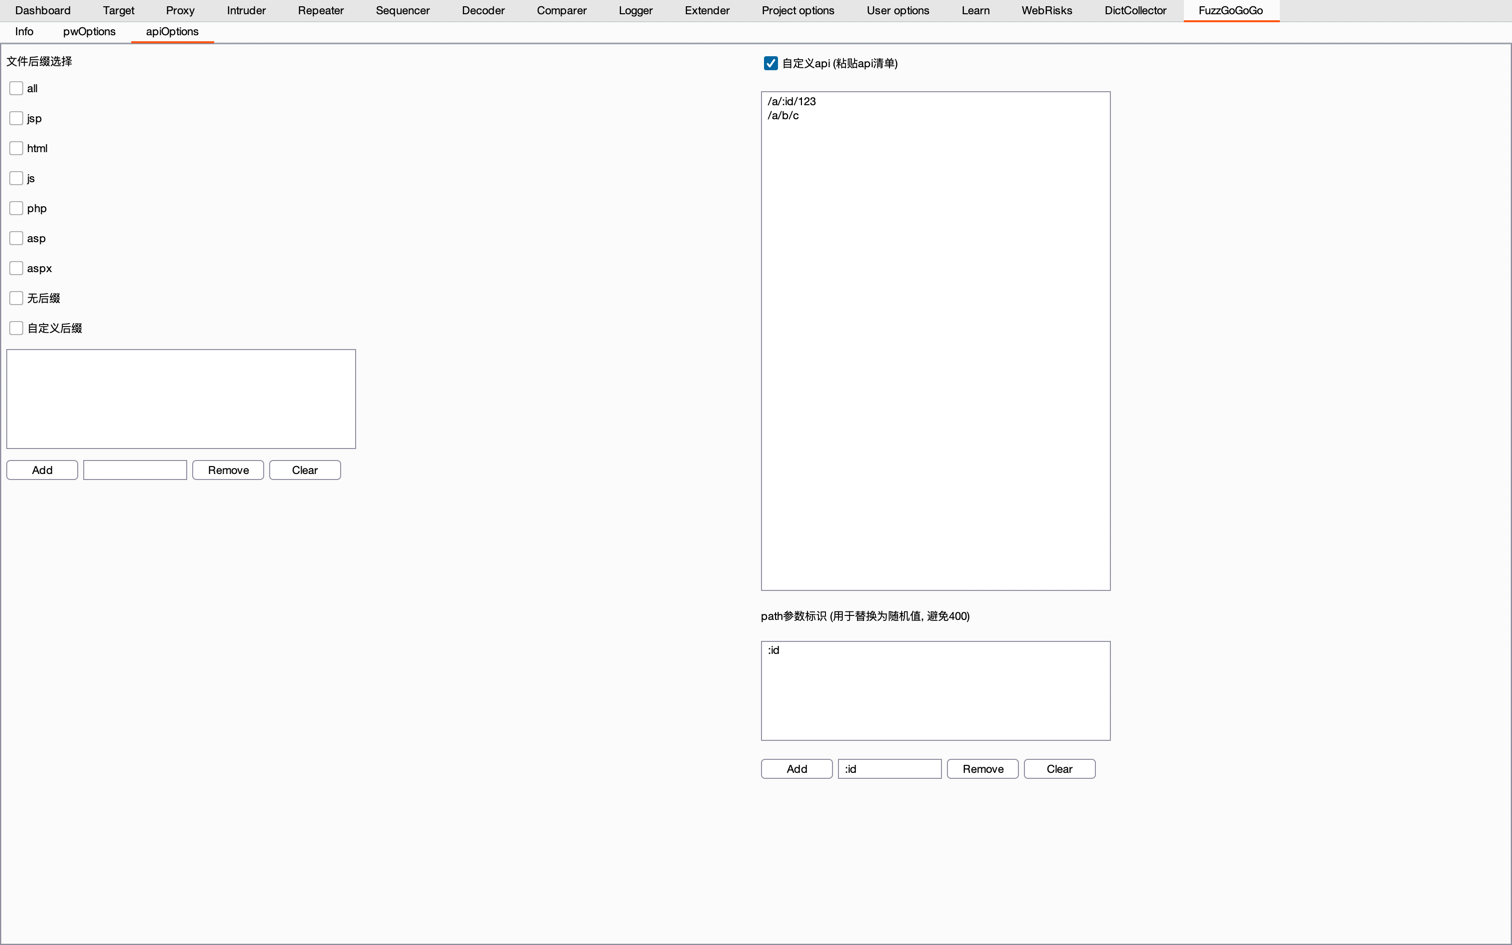 Dashboard Target Proxy Intruder Repeater Sequencer Decoder Comparer Logger Extender Project options User options Learn WebRisks DictCollector FuzzGoGoGo
Info pwOptions apiOptions
文件后缀选择
all
jsp
html
js
php
asp
aspx
无后缀
自定义后缀
Add Remove Clear
自定义api (粘贴api清单)
/a/:id/123
/a/b/c
path参数标识 (用于替换为随机值, 避免400)
:id
Add :id Remove Clear